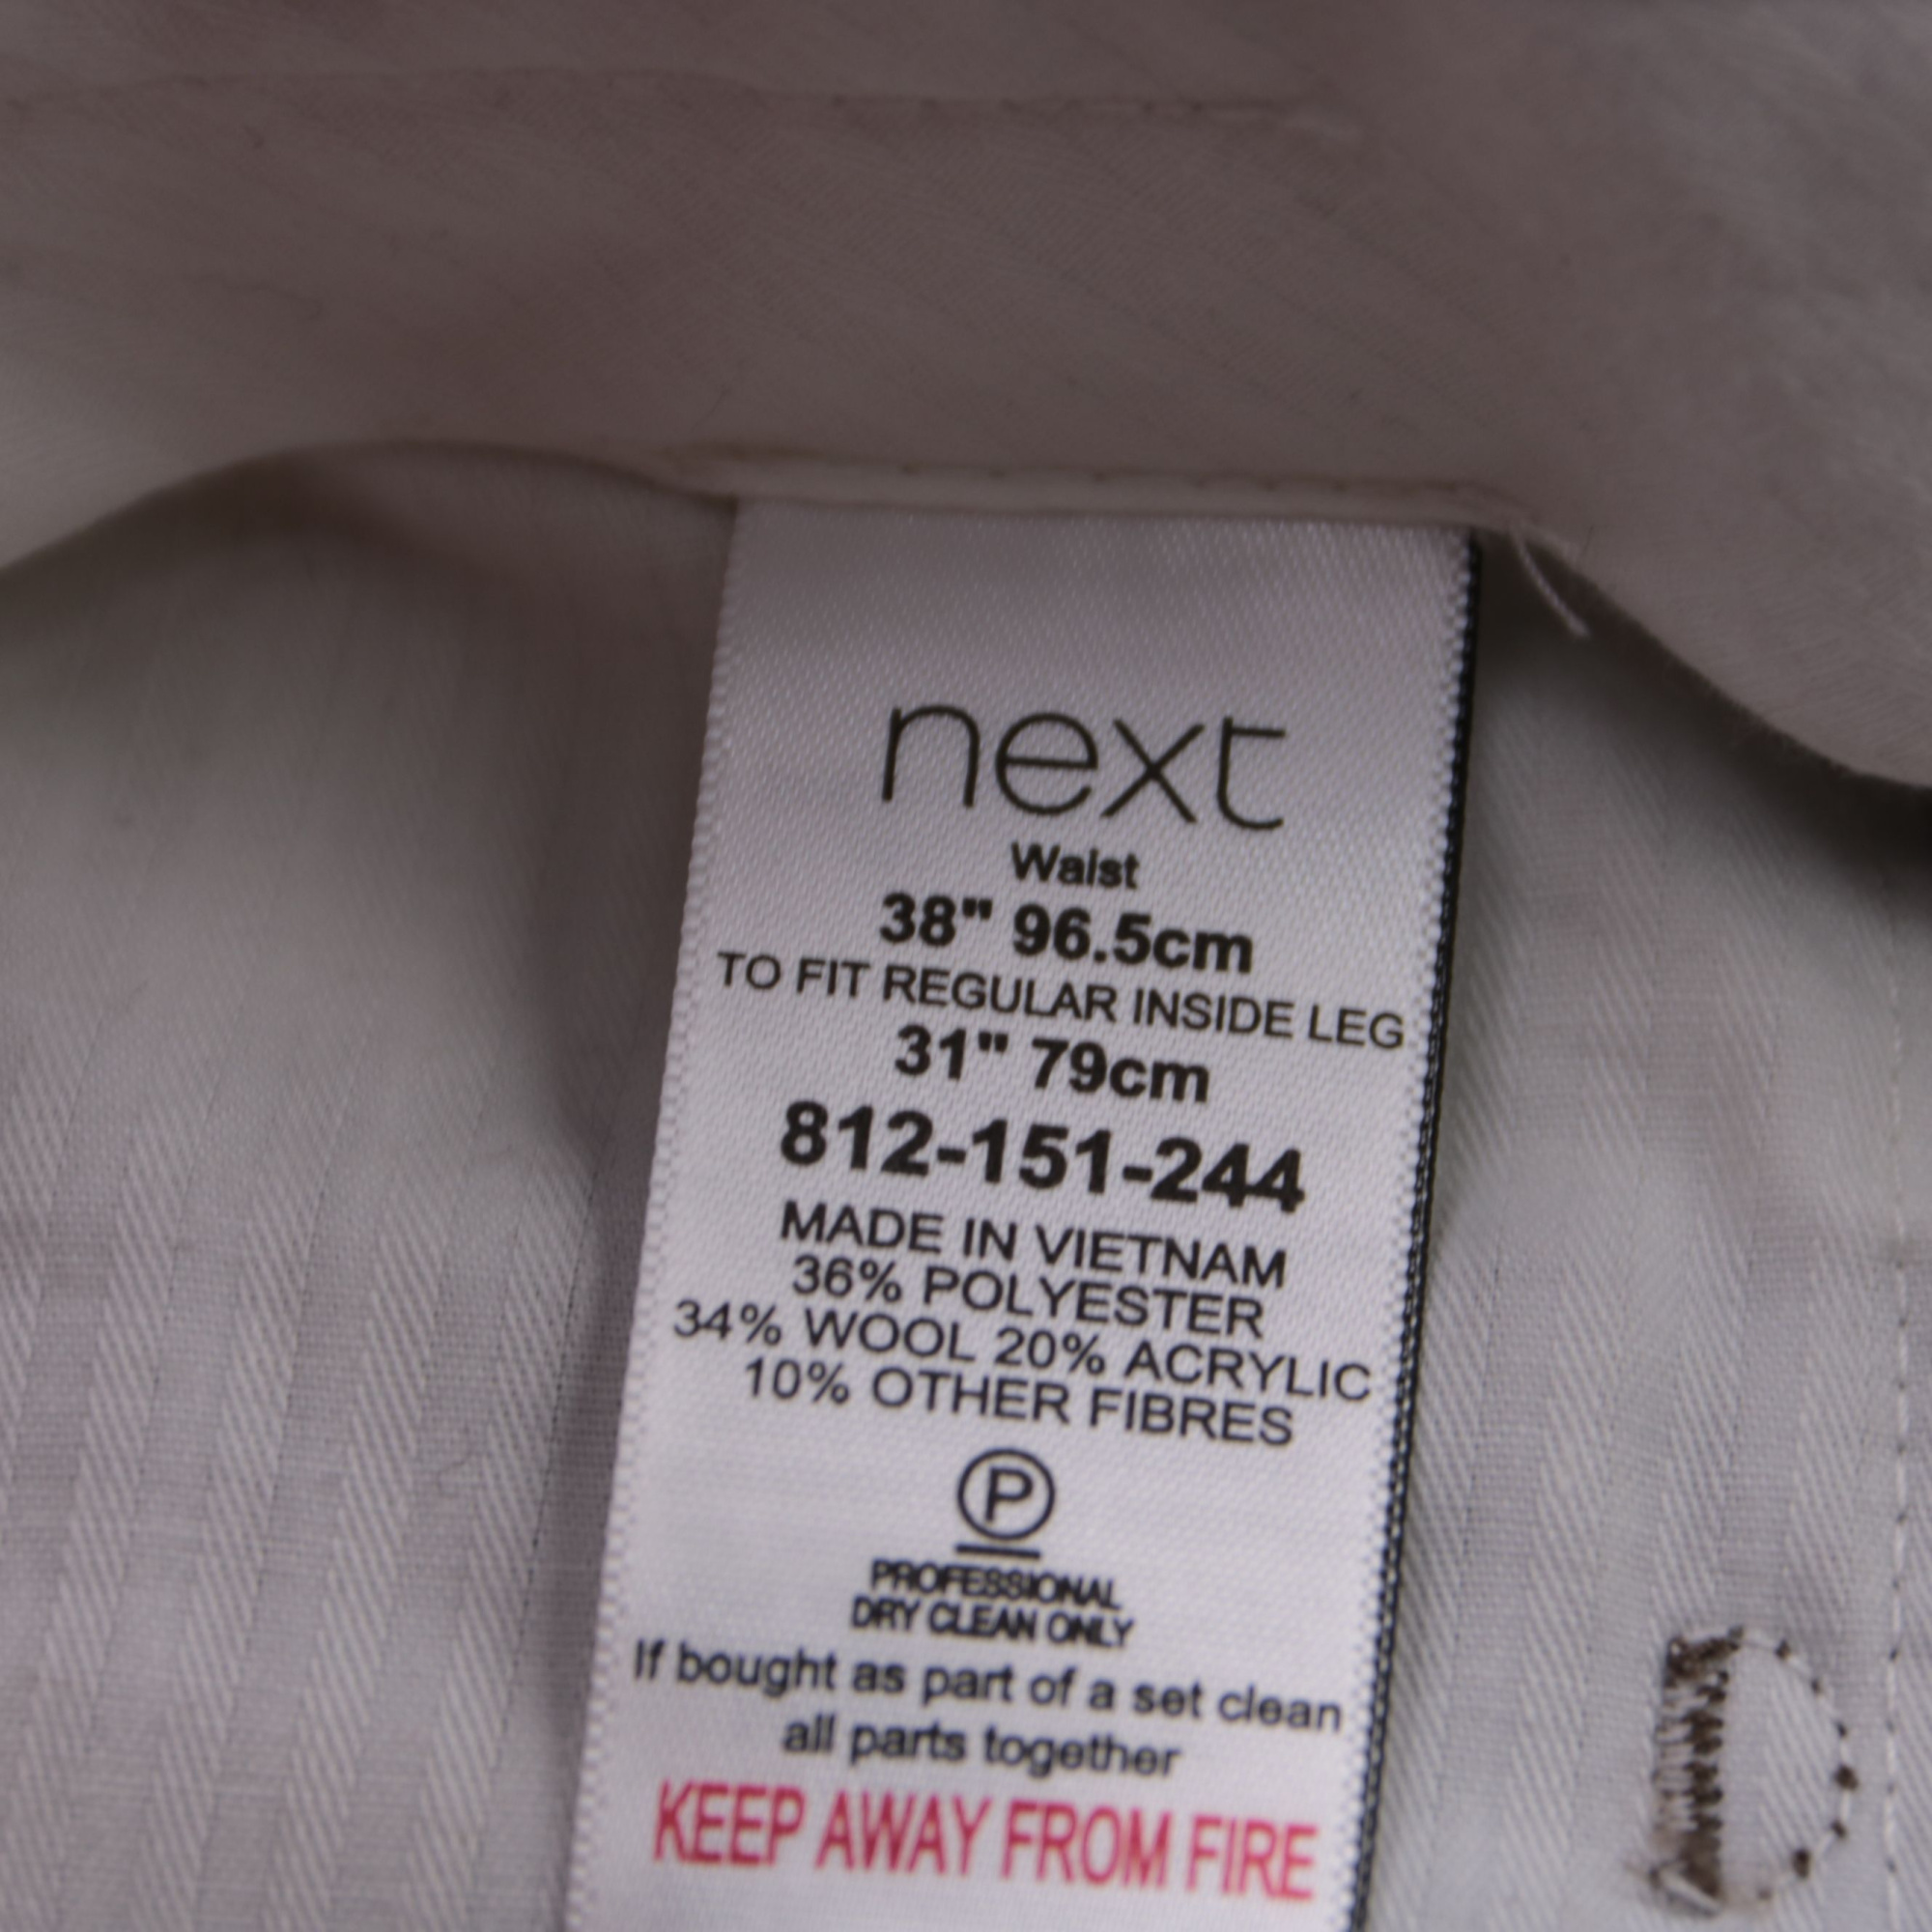 next
Waist
38" 96.5cm
TO FIT REGULAR INSIDE LEG
31" 79cm
812-151-244
MADE IN VIETNAM
36% POLYESTER
34% WOOL 20% ACRYLIC
10% OTHER FIBRES
P
PROFESSIONAL
DRY CLEAN ONLY
If bought as part of a set clean
all parts together
KEEP AWAY FROM FIRE